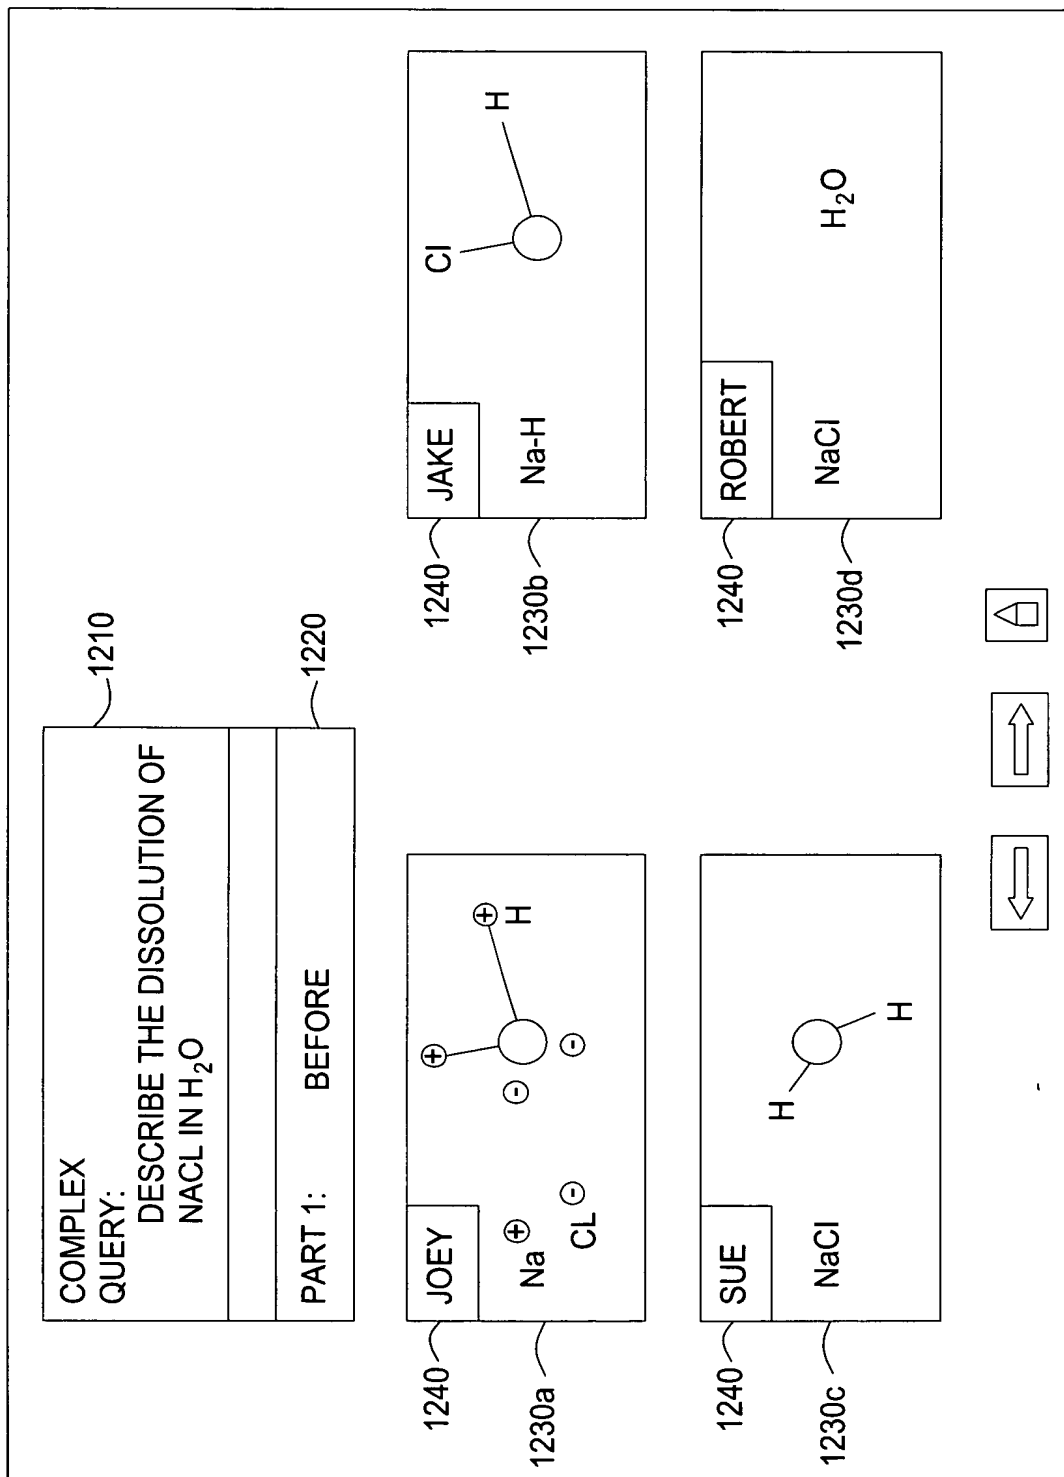 COMPLEX
QUERY:
DESCRIBE THE DISSOLUTION OF
NACL IN H₂O
1210
PART 1: BEFORE
1220
1240
JOEY
Na ⊕
CL ⊖
⊖
⊖
⊕
⊕
H
1230a
1240
JAKE
Na-H
Cl
H
1230b
1240
SUE
NaCl
H
H
1230c
1240
ROBERT
NaCl
H₂O
1230d